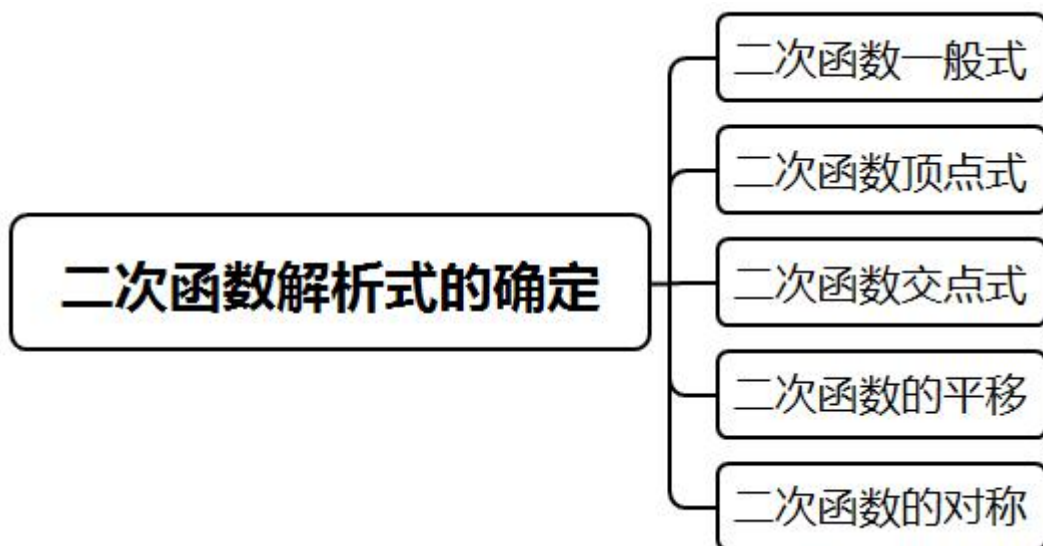 二次函数一般式
二次函数顶点式
二次函数解析式的确定
二次函数交点式
二次函数的平移
二次函数的对称